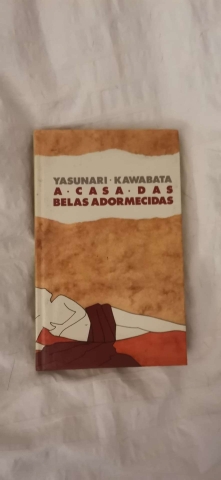 YASUNARI · KAWABATA
A · CASA · DAS
BELAS ADORMECIDAS